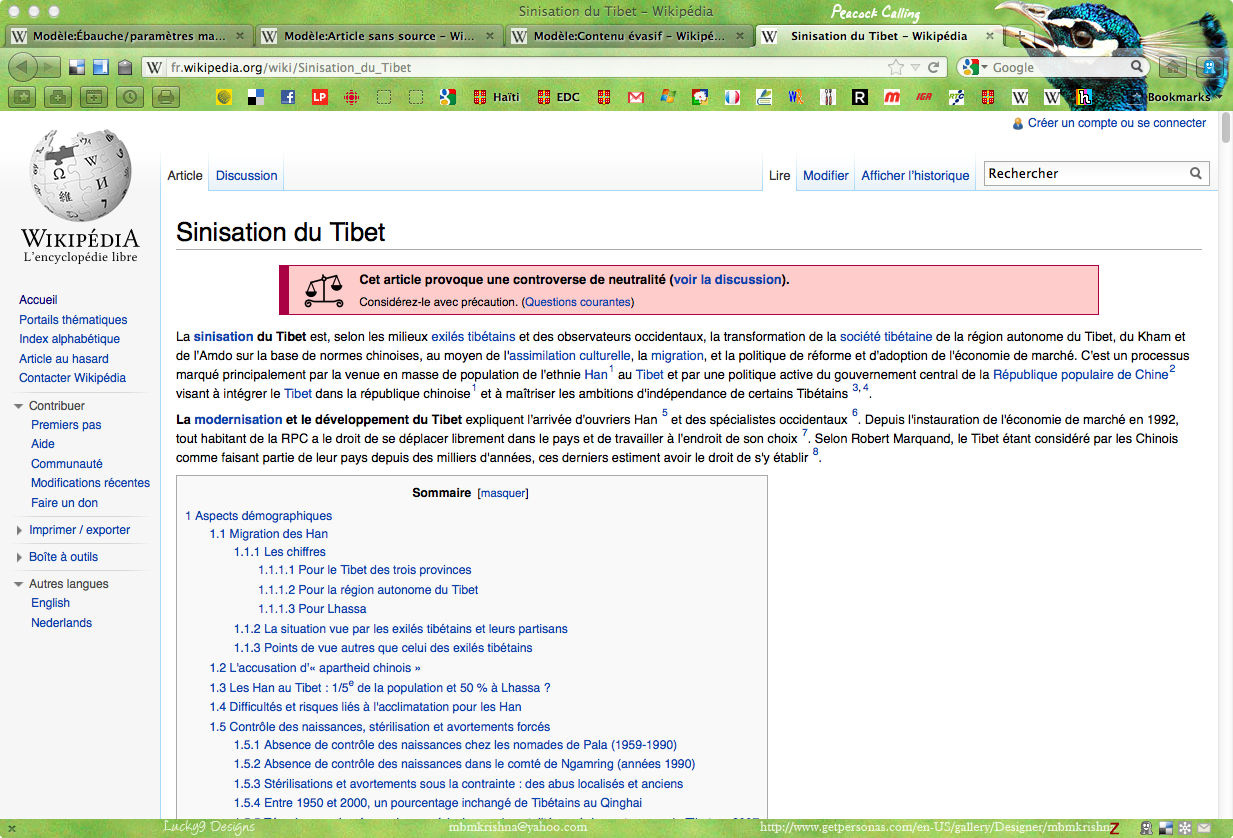 Sinisation du Tibet – Wikipédia
Peacock Calling
Modèle:Ébauche/paramètres ma...
Modèle:Article sans source – Wi...
Modèle:Contenu évasif – Wikipé...
Sinisation du Tibet – Wikipédia
fr.wikipedia.org/wiki/Sinisation_du_Tibet
Google
Haïti
EDC
Bookmarks
Créer un compte ou se connecter
WIKIPÉDIA
L'encyclopédie libre
Article
Discussion
Lire
Modifier
Afficher l'historique
Rechercher
Accueil
Portails thématiques
Index alphabétique
Article au hasard
Contacter Wikipédia
Contribuer
Premiers pas
Aide
Communauté
Modifications récentes
Faire un don
Imprimer / exporter
Boîte à outils
Autres langues
English
Nederlands
Sinisation du Tibet
Cet article provoque une controverse de neutralité (voir la discussion).
Considérez-le avec précaution. (Questions courantes)
La sinisation du Tibet est, selon les milieux exilés tibétains et des observateurs occidentaux, la transformation de la société tibétaine de la région autonome du Tibet, du Kham et
de l'Amdo sur la base de normes chinoises, au moyen de l'assimilation culturelle, la migration, et la politique de réforme et d'adoption de l'économie de marché. C'est un processus
marqué principalement par la venue en masse de population de l'ethnie Han1 au Tibet et par une politique active du gouvernement central de la République populaire de Chine2
visant à intégrer le Tibet dans la république chinoise1 et à maîtriser les ambitions d'indépendance de certains Tibétains 3, 4.
La modernisation et le développement du Tibet expliquent l'arrivée d'ouvriers Han 5 et des spécialistes occidentaux 6. Depuis l'instauration de l'économie de marché en 1992,
tout habitant de la RPC a le droit de se déplacer librement dans le pays et de travailler à l'endroit de son choix 7. Selon Robert Marquand, le Tibet étant considéré par les Chinois
comme faisant partie de leur pays depuis des milliers d'années, ces derniers estiment avoir le droit de s'y établir 8.
Sommaire [masquer]
1 Aspects démographiques
1.1 Migration des Han
1.1.1 Les chiffres
1.1.1.1 Pour le Tibet des trois provinces
1.1.1.2 Pour la région autonome du Tibet
1.1.1.3 Pour Lhassa
1.1.2 La situation vue par les exilés tibétains et leurs partisans
1.1.3 Points de vue autres que celui des exilés tibétains
1.2 L'accusation d'« apartheid chinois »
1.3 Les Han au Tibet : 1/5e de la population et 50 % à Lhassa ?
1.4 Difficultés et risques liés à l'acclimatation pour les Han
1.5 Contrôle des naissances, stérilisation et avortements forcés
1.5.1 Absence de contrôle des naissances chez les nomades de Pala (1959-1990)
1.5.2 Absence de contrôle des naissances dans le comté de Ngamring (années 1990)
1.5.3 Stérilisations et avortements sous la contrainte : des abus localisés et anciens
1.5.4 Entre 1950 et 2000, un pourcentage inchangé de Tibétains au Qinghai
Lucky9 Designs
mbmkrishna@yahoo.com
http://www.getpersonas.com/en-US/gallery/Designer/mbmkrishn